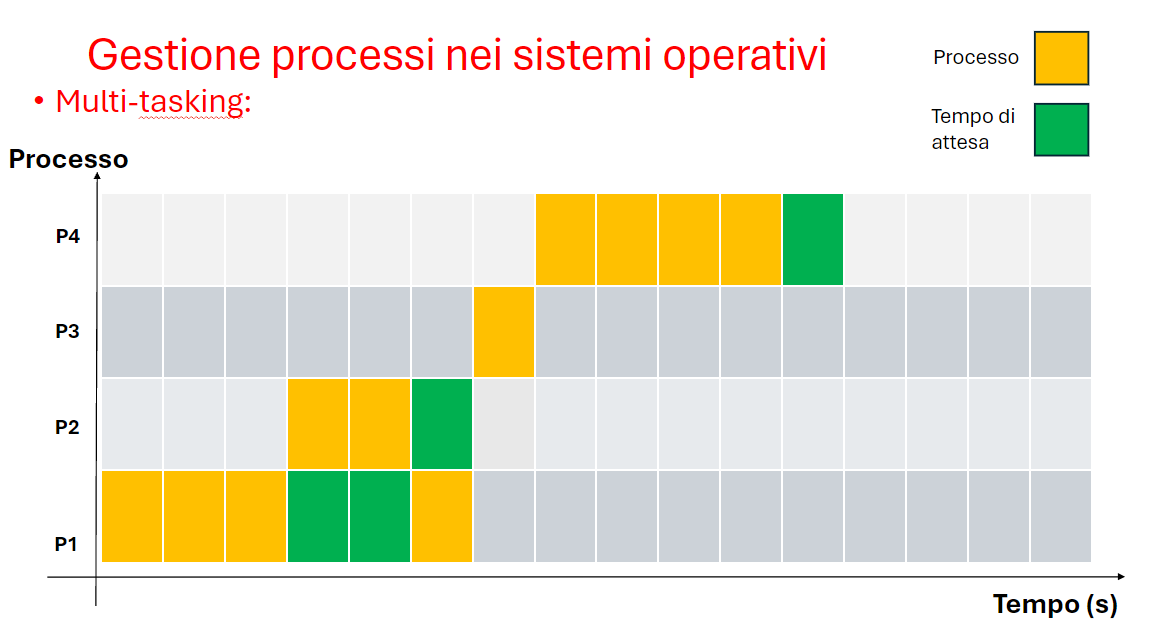 Gestione processi nei sistemi operativi
• Multi-tasking:
Processo
Tempo di
attesa
Processo
P4
P3
P2
P1
Tempo (s)